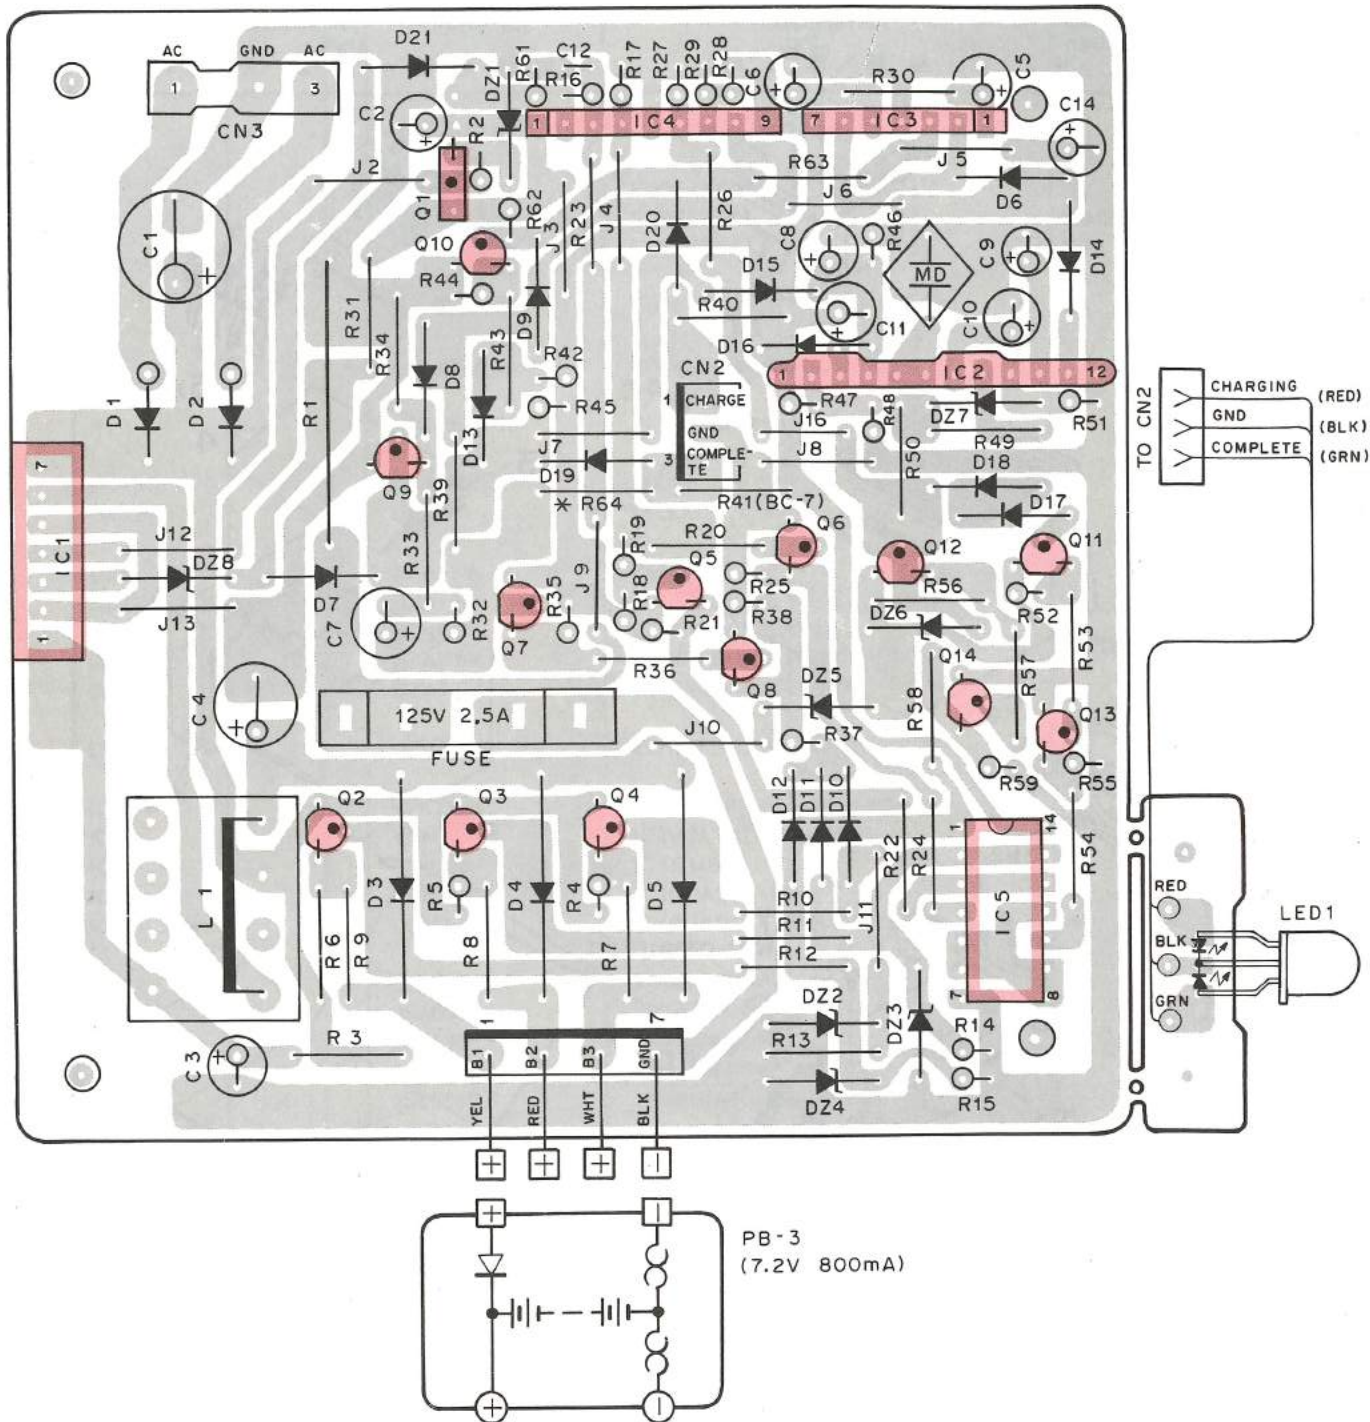 AC GND AC
1 3
CN3
D21
C2
DZ1
R61
C12
R16
R17
R27
R29
R28
C6
R30
C5
C14
1 IC4 9
7 IC3 1
R2
J2
Q1
R63
J5
J6
D6
C1
Q10
R62
J3
R23
J4
D20
R26
C8
R46
MD
C9
D14
R44
D15
R31
R34
D9
R43
R40
C11
C10
D16
D1
D2
R1
D8
D13
R42
R45
CN2
1 CHARGE
GND
3 COMPLE-
TE
1 IC2 12
R47
R48
DZ7
R51
J16
R49
J7
J8
R50
D18
D17
D19
* R64
R41(BC-7)
TO CN2
CHARGING (RED)
GND (BLK)
COMPLETE (GRN)
7
IC1
1
Q9
R39
R33
J12
DZ8
J13
D7
C7
R32
Q7
R35
J9
R19
R18
R20
Q5
R21
Q6
R25
R38
Q12
R56
Q11
R52
DZ6
R53
R36
Q8
DZ5
R58
Q14
R57
Q13
C4
125V 2.5A
FUSE
J10
R37
R59
R55
L1
Q2
Q3
Q4
D3
R5
D4
R4
D5
R6
R9
R8
R7
D12
D11
D10
R22
R24
1 14
IC5
7 8
R54
R10
R11
R12
J11
RED
BLK
GRN
LED1
C3
R3
1 7
B1 B2 B3 GND
DZ2
R13
DZ4
DZ3
R14
R15
YEL RED WHT BLK
+ + + -
+ -
PB-3
(7.2V 800mA)
+ -